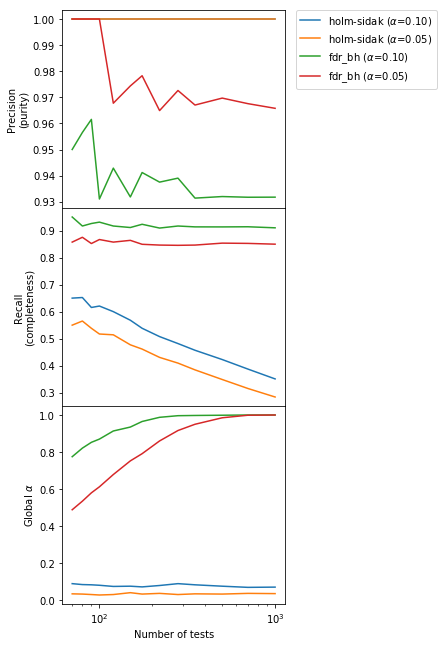 holm-sidak (α=0.10)
holm-sidak (α=0.05)
fdr_bh (α=0.10)
fdr_bh (α=0.05)
Precision
(purity)
1.00
0.99
0.98
0.97
0.96
0.95
0.94
0.93
Recall
(completeness)
0.9
0.8
0.7
0.6
0.5
0.4
0.3
Global α
1.0
0.8
0.6
0.4
0.2
0.0
10² 10³
Number of tests